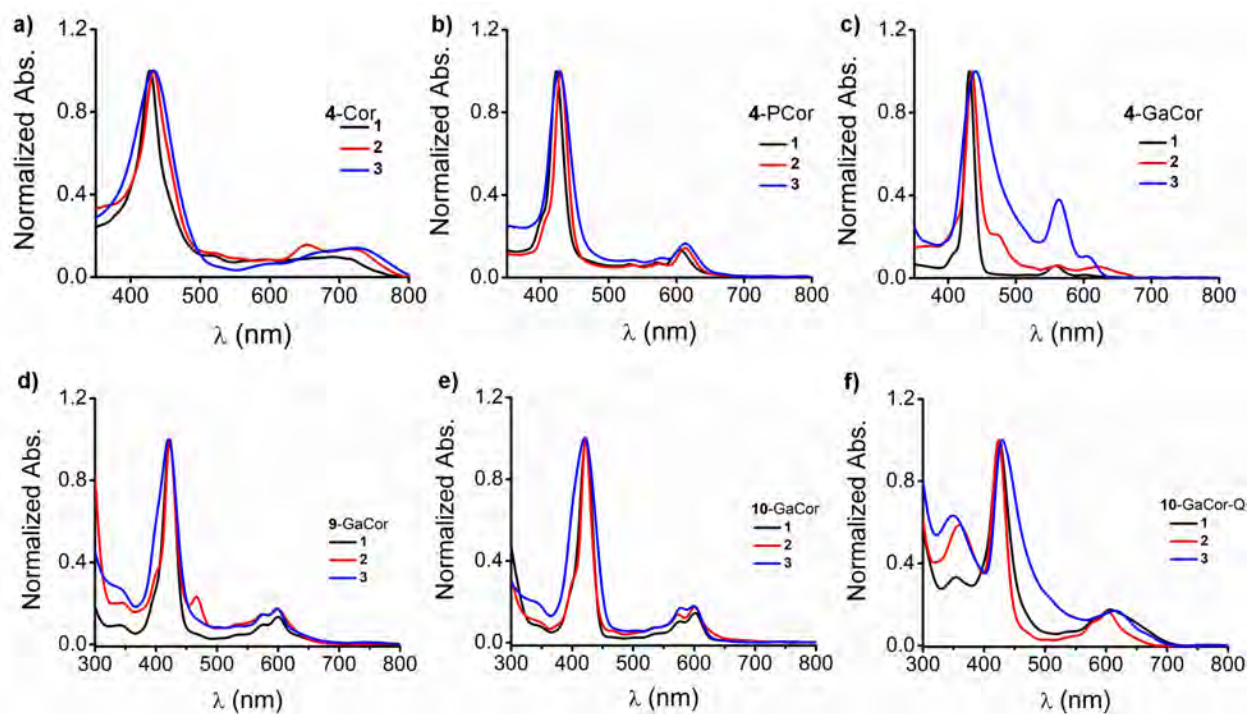 a)
Normalized Abs.
1.2
0.8
0.4
0.0
400 500 600 700 800
λ (nm)
4-Cor
1
2
3
b)
Normalized Abs.
1.2
0.8
0.4
0.0
400 500 600 700 800
λ (nm)
4-PCor
1
2
3
c)
Normalized Abs.
1.2
0.8
0.4
0.0
400 500 600 700 800
λ (nm)
4-GaCor
1
2
3
d)
Normalized Abs.
1.2
0.8
0.4
0.0
300 400 500 600 700 800
λ (nm)
9-GaCor
1
2
3
e)
Normalized Abs.
1.2
0.8
0.4
0.0
300 400 500 600 700 800
λ (nm)
10-GaCor
1
2
3
f)
Normalized Abs.
1.2
0.8
0.4
0.0
300 400 500 600 700 800
λ (nm)
10-GaCor-Q
1
2
3